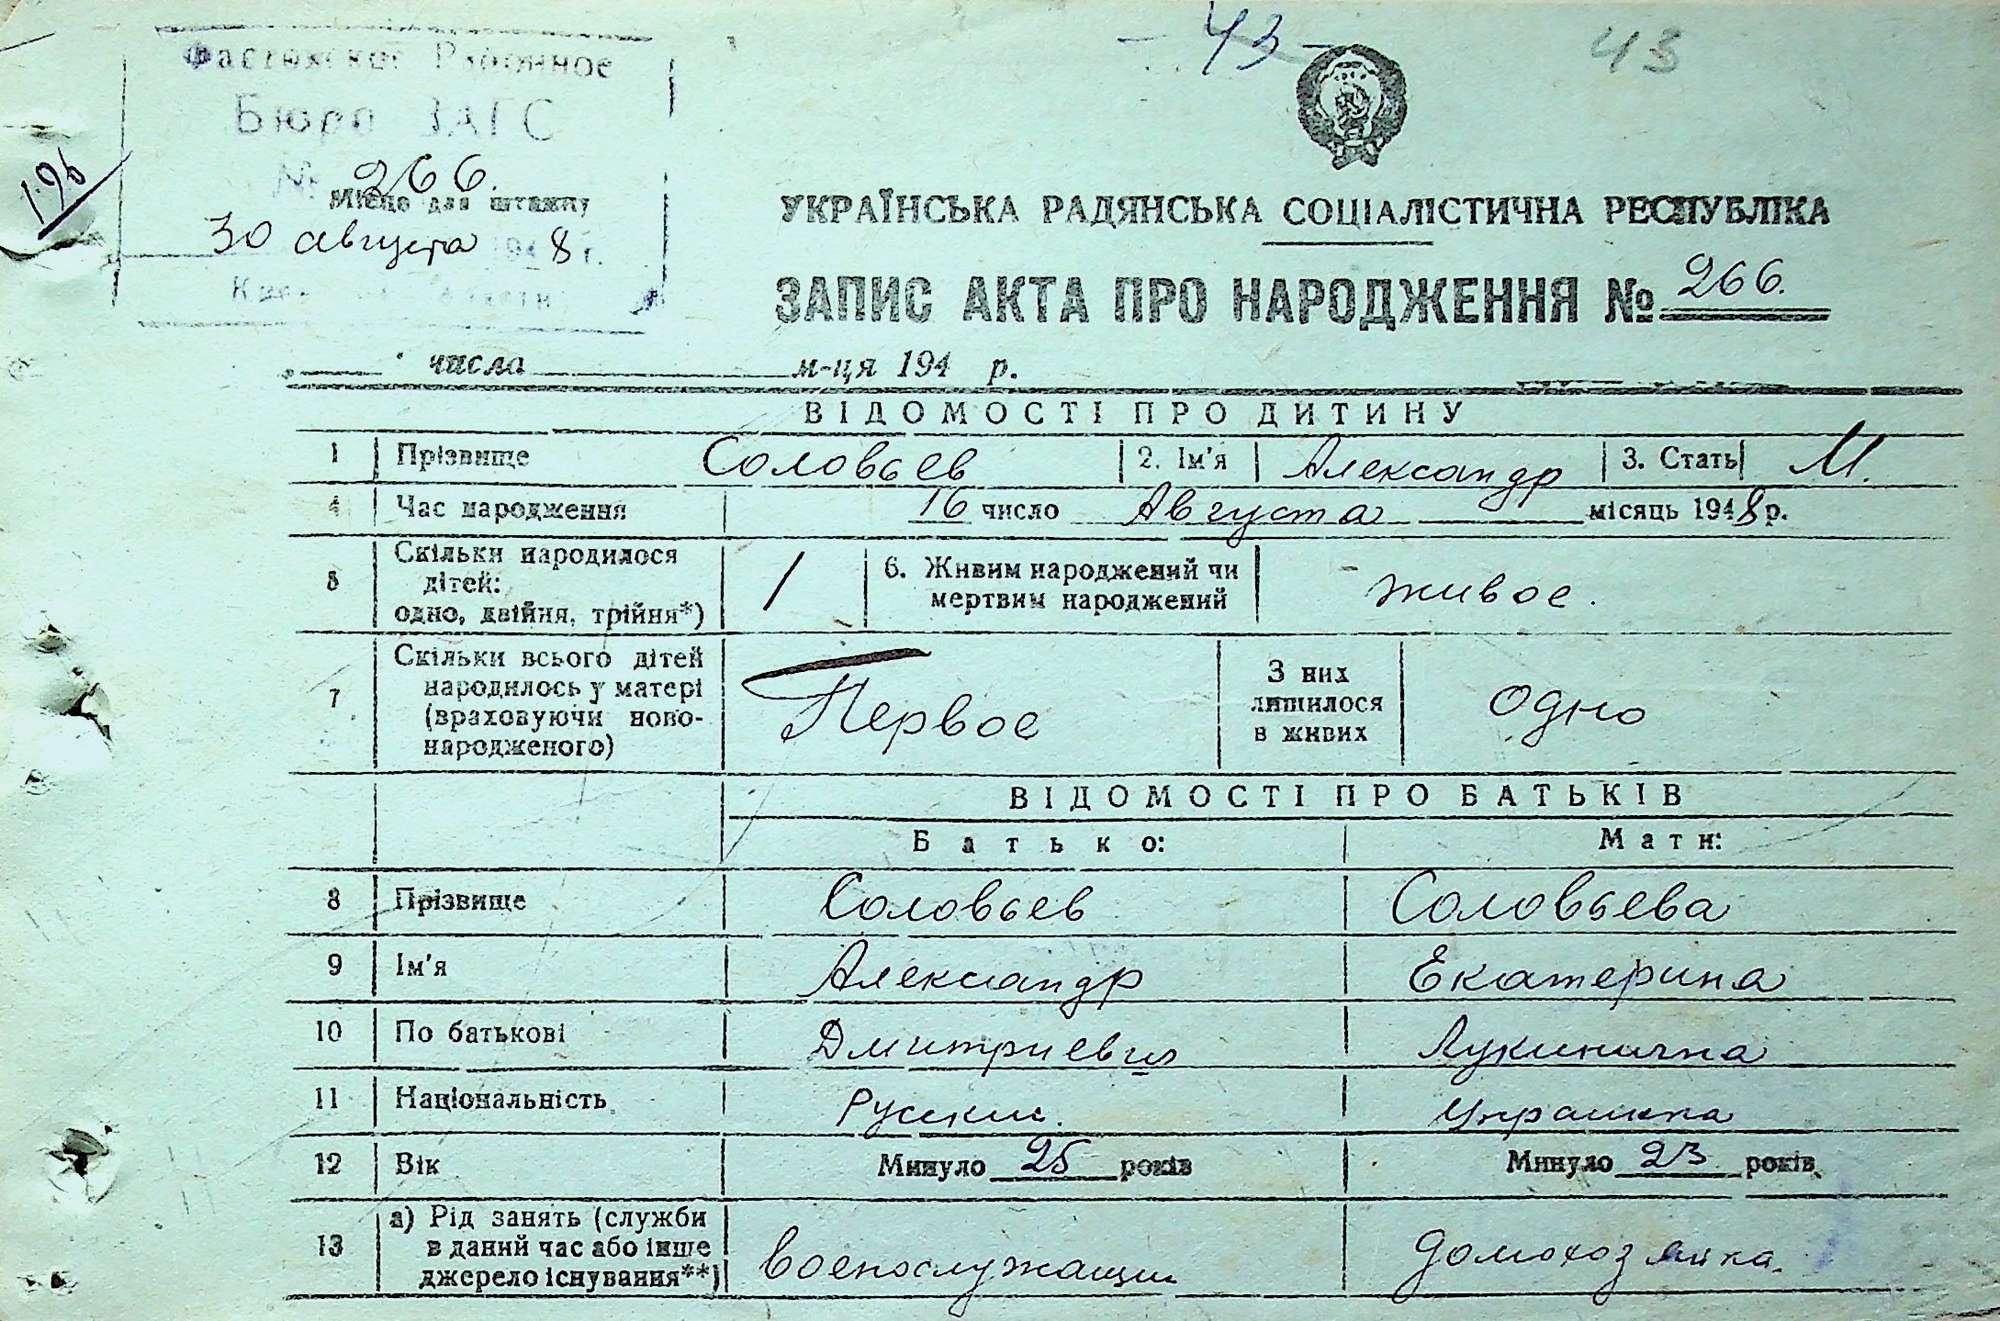 43
43
Районное
Бюро ЗАГС
№ 266.
Місце для штампу
30 августа 1948 г.
196
УКРАЇНСЬКА РАДЯНСЬКА СОЦІАЛІСТИЧНА РЕСПУБЛІКА
ЗАПИС АКТА ПРО НАРОДЖЕННЯ № 266.
числа м-ця 194 р.
ВІДОМОСТІ ПРО ДИТИНУ
1 Прізвище Соловьев 2. Ім'я Александр 3. Стать М.
4 Час народження 16 число Августа місяць 1948 р.
5 Скільки народилося
дітей:
одно, двійня, трійня*) 1 6. Живим народжений чи
мертвим народжений живое.
7 Скільки всього дітей
народилось у матері
(враховуючи ново-
народженого) Первое З них
лишилося
в живих одно
ВІДОМОСТІ ПРО БАТЬКІВ
Батько: Мати:
8 Прізвище Соловьев Соловьева
9 Ім'я Александр Екатерина
10 По батькові Дмитриевич Лукинична
11 Національність Русский. Украинка
12 Вік Минуло 25 років Минуло 23 років
13 а) Рід занять (служби
в даний час або інше
джерело існування**) военослужащий домохозяйка.